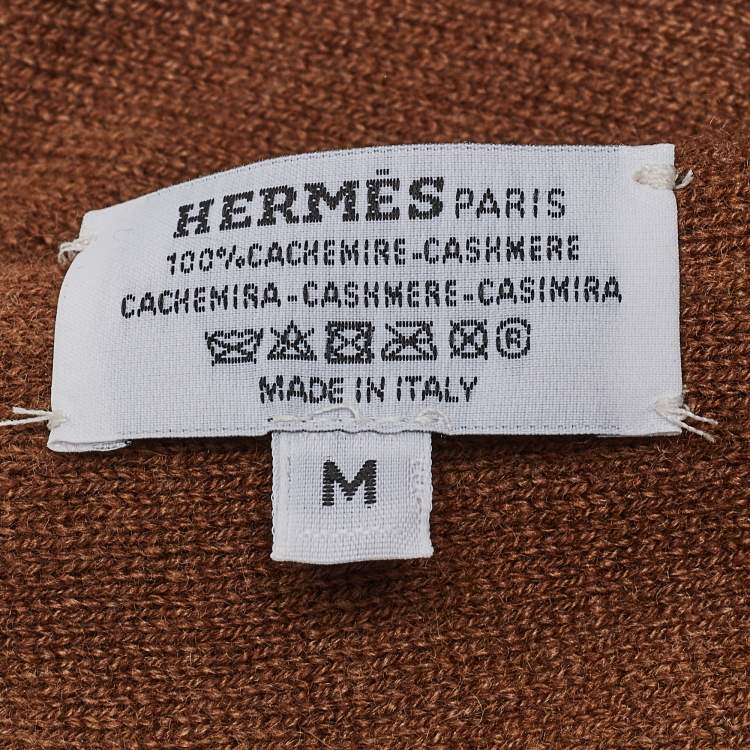 HERMÈS PARIS
100% CACHEMIRE-CASHMERE
CACHEMIRA-CASHMERE-CASIMIRA
®
MADE IN ITALY
M